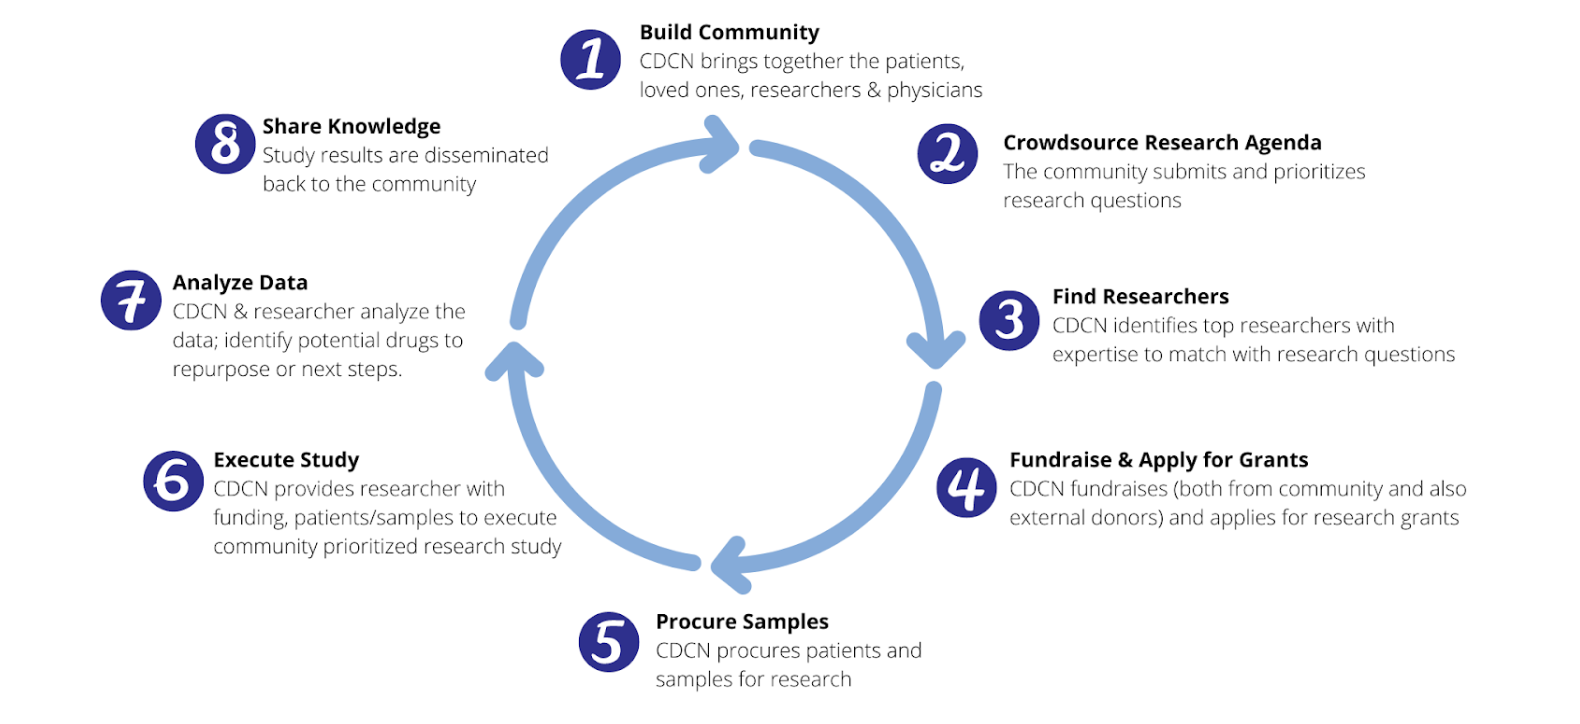 1
Build Community
CDCN brings together the patients,
loved ones, researchers & physicians
2
Crowdsource Research Agenda
The community submits and prioritizes
research questions
3
Find Researchers
CDCN identifies top researchers with
expertise to match with research questions
4
Fundraise & Apply for Grants
CDCN fundraises (both from community and also
external donors) and applies for research grants
5
Procure Samples
CDCN procures patients and
samples for research
6
Execute Study
CDCN provides researcher with
funding, patients/samples to execute
community prioritized research study
7
Analyze Data
CDCN & researcher analyze the
data; identify potential drugs to
repurpose or next steps.
8
Share Knowledge
Study results are disseminated
back to the community